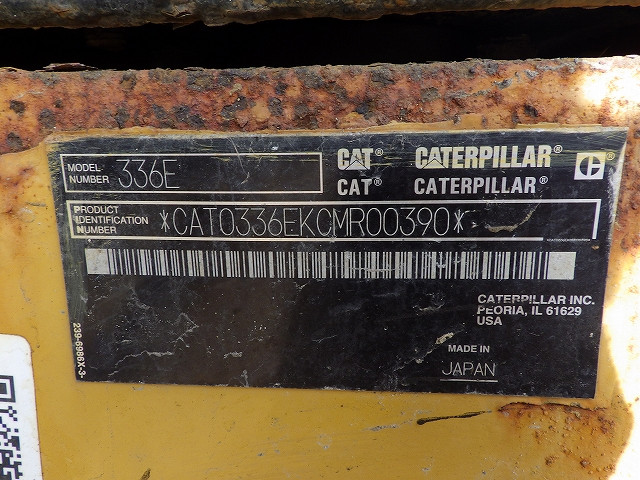 MODEL NUMBER 336E
CAT® CATERPILLAR®
CAT® CATERPILLAR®
PRODUCT IDENTIFICATION NUMBER *CAT0336EKCMR00390*
CATERPILLAR INC.
PEORIA, IL 61629
USA
MADE IN
JAPAN
239-6986X-3